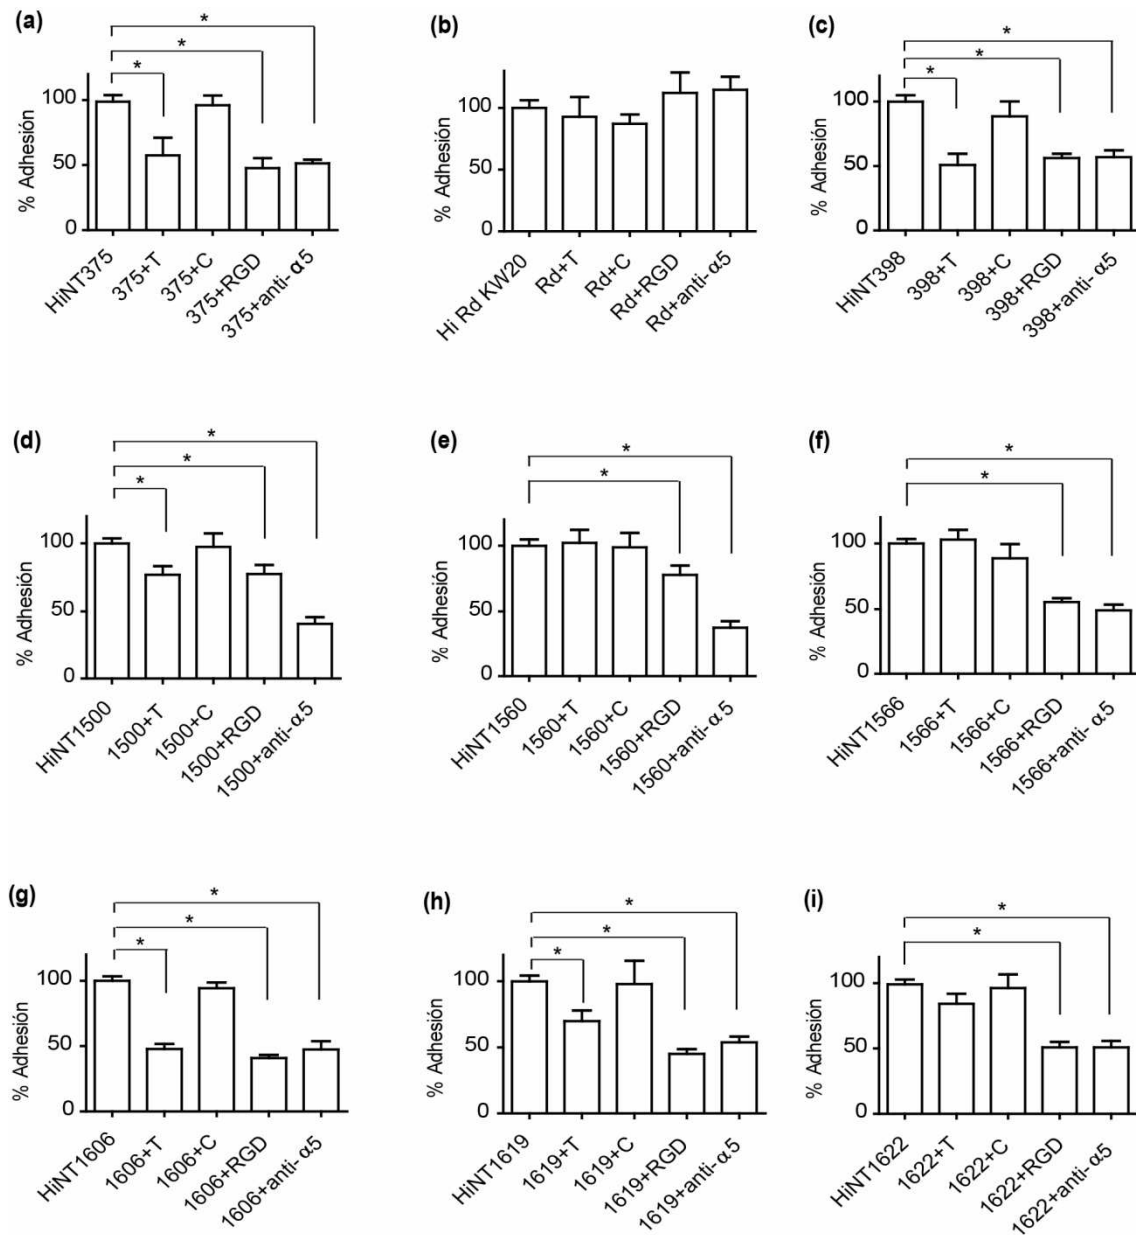 (a)
*
*
*
% Adhesión
100
50
0
HiNT375
375+T
375+C
375+RGD
375+anti-α5
(b)
% Adhesión
100
50
0
Hi Rd KW20
Rd+T
Rd+C
Rd+RGD
Rd+anti-α5
(c)
*
*
*
% Adhesión
100
50
0
HiNT398
398+T
398+C
398+RGD
398+anti-α5
(d)
*
*
*
% Adhesión
100
50
0
HiNT1500
1500+T
1500+C
1500+RGD
1500+anti-α5
(e)
*
*
% Adhesión
100
50
0
HiNT1560
1560+T
1560+C
1560+RGD
1560+anti-α5
(f)
*
*
% Adhesión
100
50
0
HiNT1566
1566+T
1566+C
1566+RGD
1566+anti-α5
(g)
*
*
*
% Adhesión
100
50
0
HiNT1606
1606+T
1606+C
1606+RGD
1606+anti-α5
(h)
*
*
*
% Adhesión
100
50
0
HiNT1619
1619+T
1619+C
1619+RGD
1619+anti-α5
(i)
*
*
% Adhesión
100
50
0
HiNT1622
1622+T
1622+C
1622+RGD
1622+anti-α5